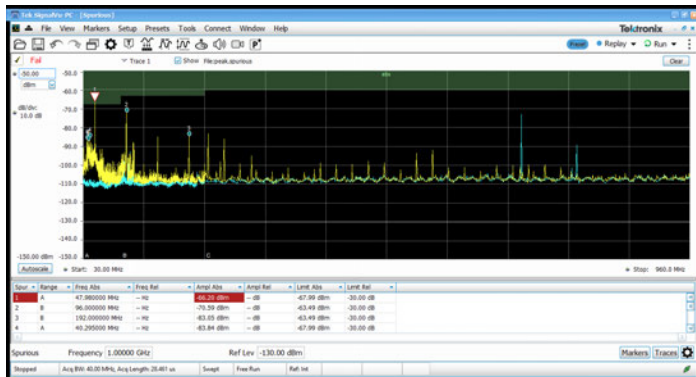 Tek SignalVu-PC - [Spurious]
File View Markers Setup Presets Tools Connect Window Help
Tektronix
Preset Replay Run
Fail Trace 1 Show File:peak.spurious Clear
-50.00
dBm
dB/div:
10.0 dB
-150.00 dBm
-50.0
-60.0
-70.0
-80.0
-90.0
-100.0
-110.0
-120.0
-130.0
-140.0
-150.0
abs
A B C
Autoscale Start: 30.00 MHz Stop: 960.0 MHz
Spur Range Freq Abs Freq Rel Ampl Abs Ampl Rel Limt Abs Limt Rel
1 A 47.980000 MHz -- Hz -66.20 dBm -- dB -67.99 dBm -30.00 dB
2 B 96.000000 MHz -- Hz -70.59 dBm -- dB -63.49 dBm -30.00 dB
3 B 192.000000 MHz -- Hz -83.05 dBm -- dB -63.49 dBm -30.00 dB
4 A 40.295000 MHz -- Hz -83.84 dBm -- dB -67.99 dBm -30.00 dB
Spurious Frequency 1.00000 GHz Ref Lev -130.00 dBm Markers Traces
Stopped Acq BW: 40.00 MHz, Acq Length: 28.461 us Swept Free Run Ref: Int